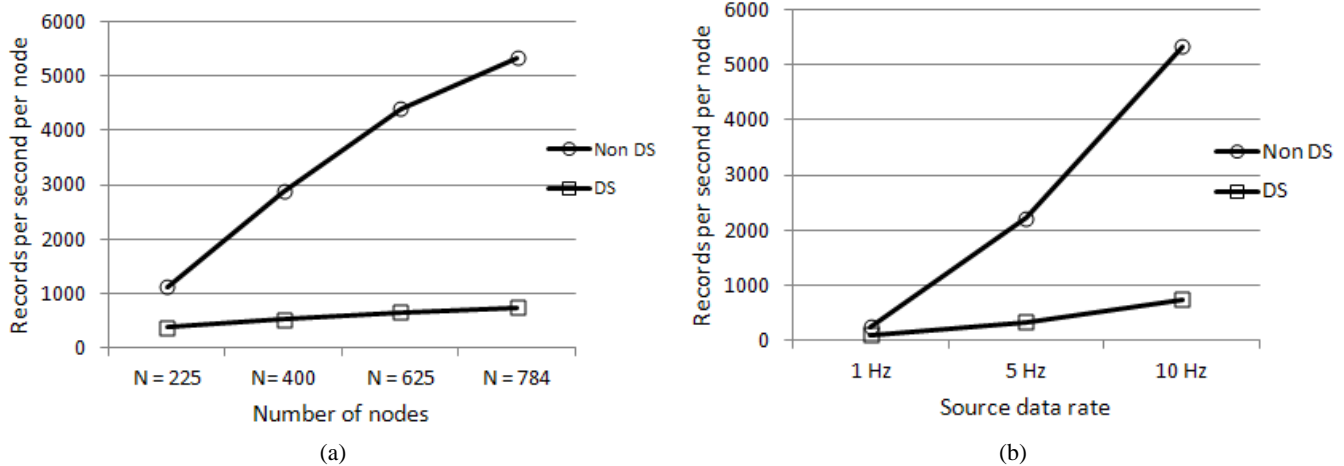 Records per second per node
6000
5000
4000
3000
2000
1000
0
N = 225
N = 400
N = 625
N = 784
Number of nodes
Non DS
DS
(a)
Records per second per node
6000
5000
4000
3000
2000
1000
0
1 Hz
5 Hz
10 Hz
Source data rate
Non DS
DS
(b)